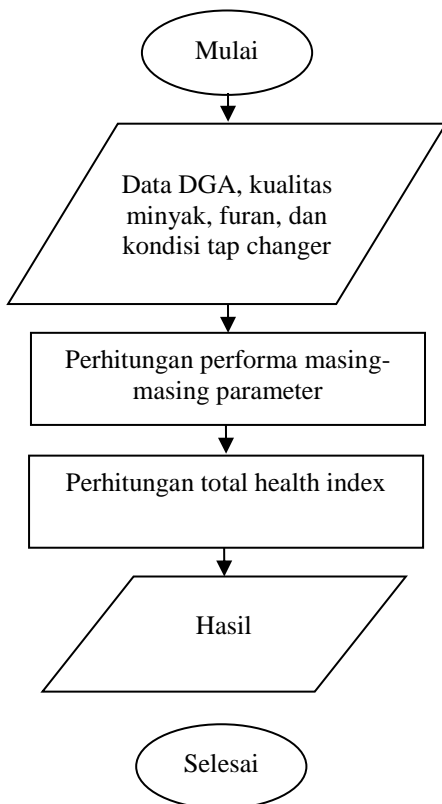 Mulai
Data DGA, kualitas
minyak, furan, dan
kondisi tap changer
Perhitungan performa masing-
masing parameter
Perhitungan total health index
Hasil
Selesai